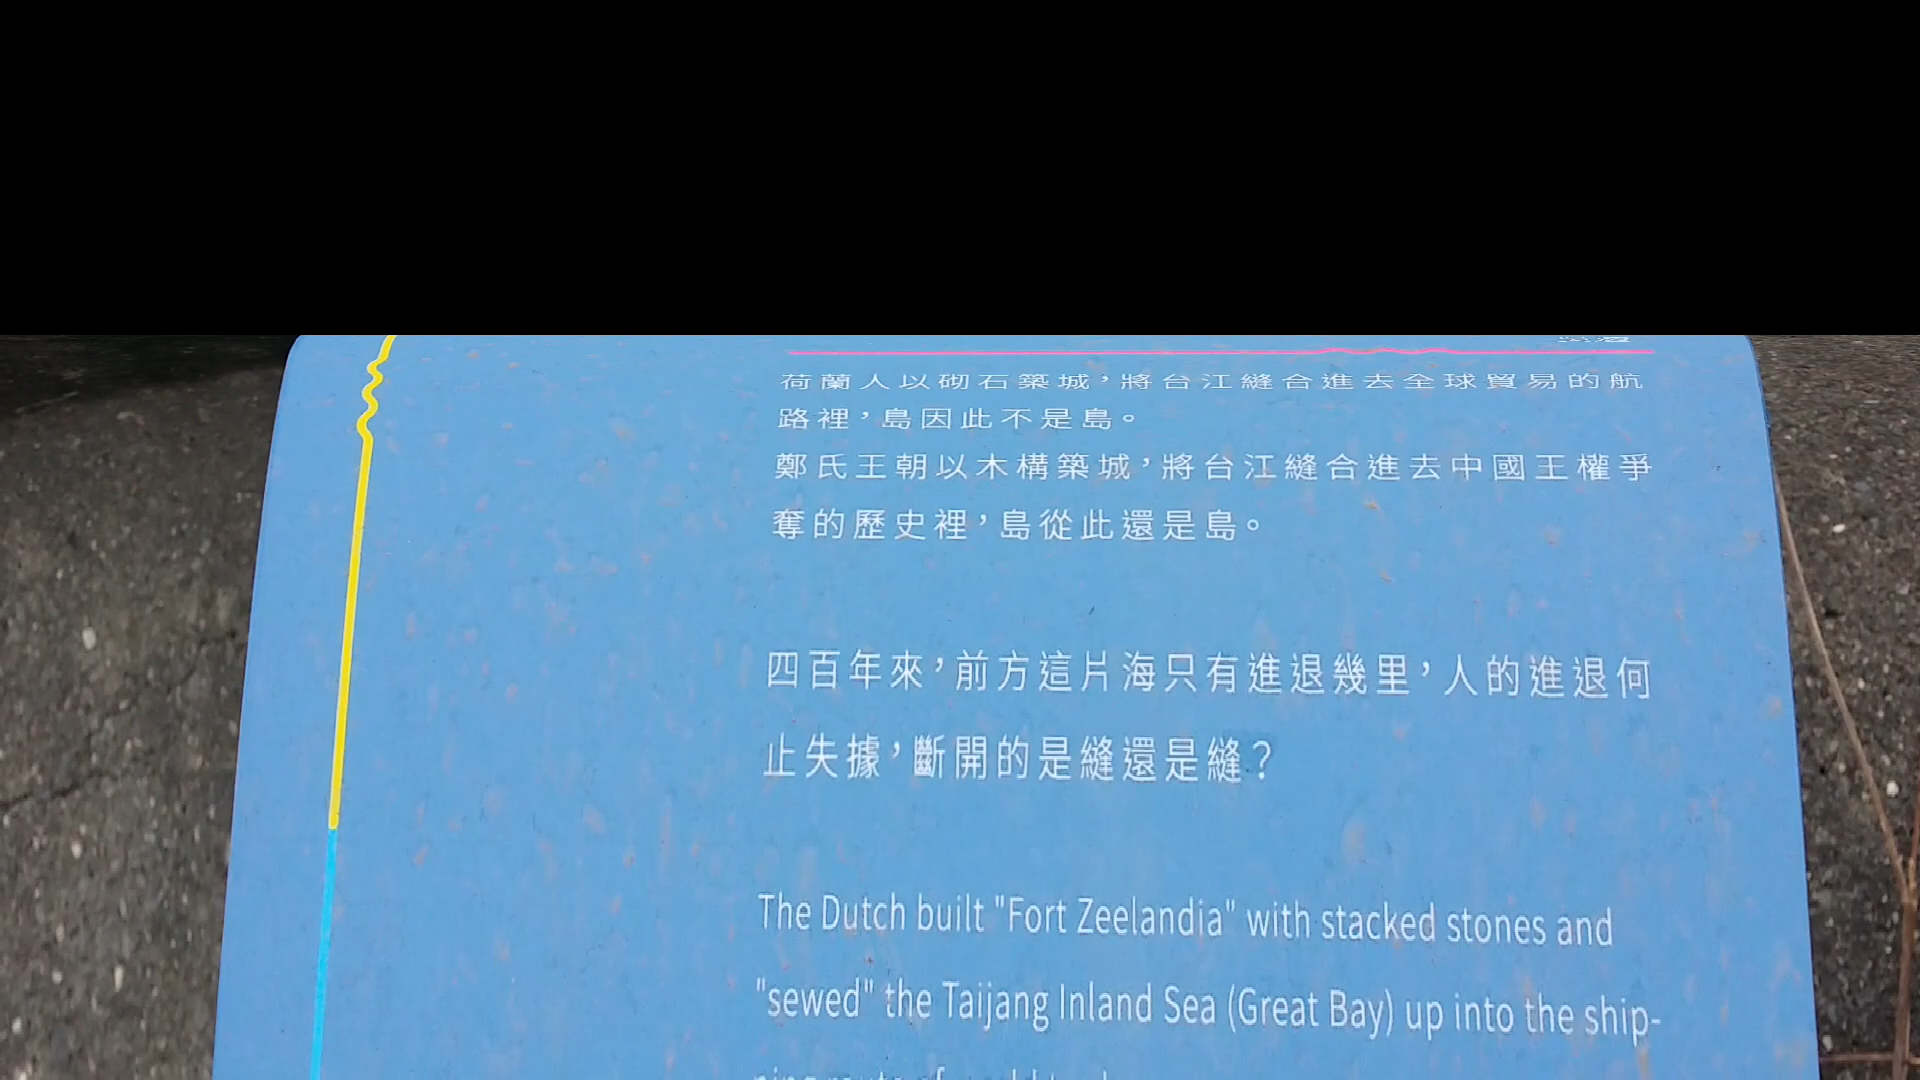 荷蘭人以砌石築城，將台江縫合進去全球貿易的航
路裡，島因此不是島。
鄭氏王朝以木構築城，將台江縫合進去中國王權爭
奪的歷史裡，島從此還是島。
四百年來，前方這片海只有進退幾里，人的進退何
止失據，斷開的是縫還是縫？
The Dutch built "Fort Zeelandia" with stacked stones and
"sewed" the Taijang Inland Sea (Great Bay) up into the ship-